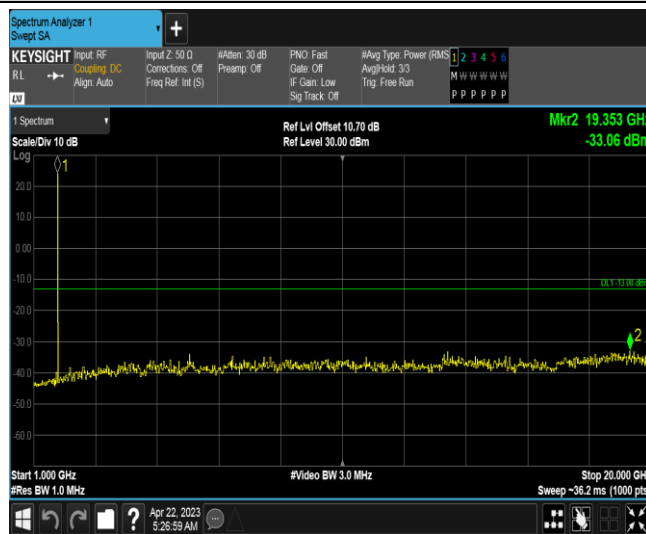 Spectrum Analyzer 1
Swept SA
KEYSIGHT Input: RF Input Z: 50 Ω #Atten: 30 dB PNO: Fast #Avg Type: Power (RMS 1 2 3 4 5 6
RL Coupling: DC Corrections: Off Preamp: Off Gate: Off Avg|Hold: 3/3 M W W W W W
Align: Auto Freq Ref: Int (S) IF Gain: Low Trig: Free Run
LXI Sig Track: Off P P P P P P
1 Spectrum Ref Lvl Offset 10.70 dB Mkr2 19.353 GHz
Scale/Div 10 dB Ref Level 30.00 dBm -33.06 dBm
Log
1
20.0
10.0
0.00
-10.0
DL1 -13.00 dBm
-20.0
-30.0
2
-40.0
-50.0
-60.0
Start 1.000 GHz #Video BW 3.0 MHz Stop 20.000 GHz
#Res BW 1.0 MHz Sweep ~36.2 ms (1000 pts)
? Apr 22, 2023
5:26:59 AM